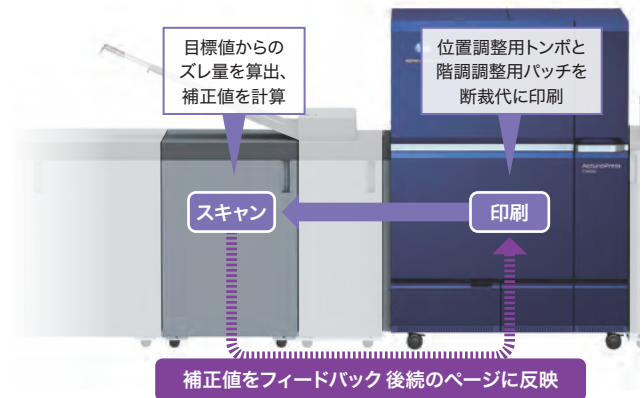 目標値からの
ズレ量を算出、
補正値を計算
位置調整用トンボと
階調調整用パッチを
断裁代に印刷
AccurioPress
スキャン
印刷
補正値をフィードバック 後続のページに反映